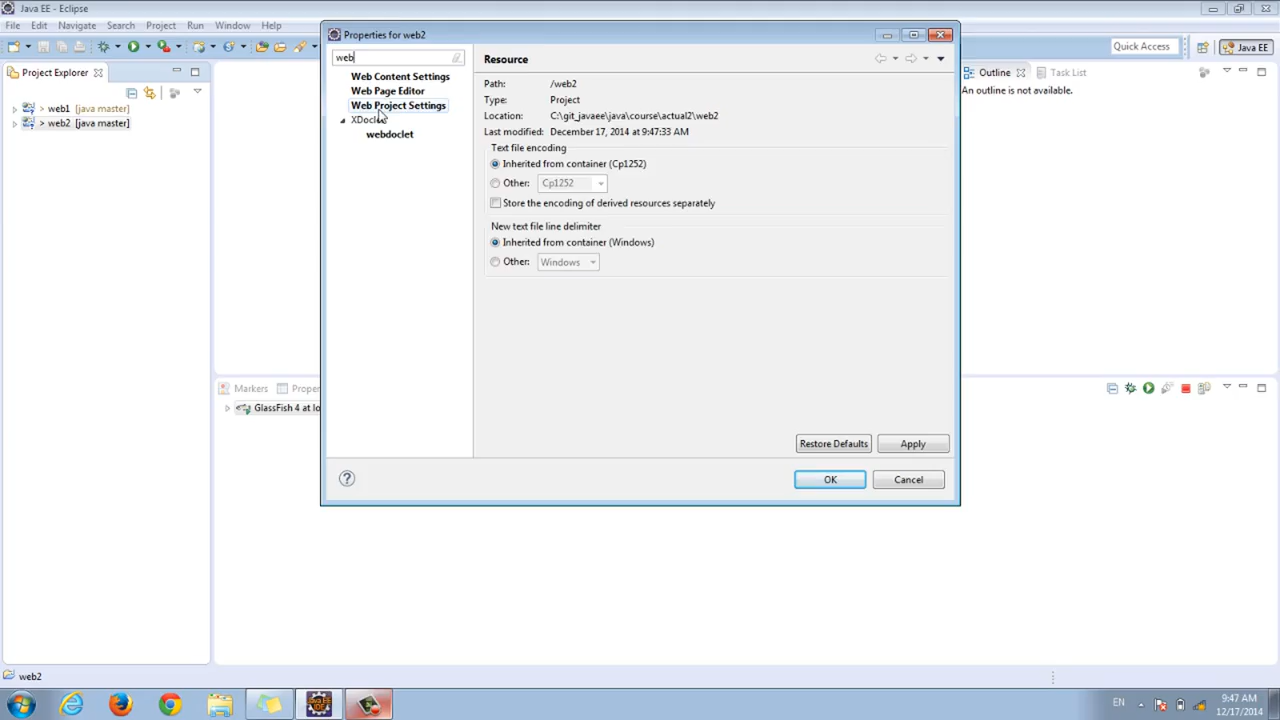 Java EE - Eclipse
File Edit Navigate Search Project Run Window Help
Quick Access
Java EE
Project Explorer
> web1 [java master]
> web2 [java master]
Properties for web2
web
Web Content Settings
Web Page Editor
Web Project Settings
XDoclet
webdoclet
Resource
Path: /web2
Type: Project
Location: C:\git_javaee\java\course\actual2\web2
Last modified: December 17, 2014 at 9:47:33 AM
Text file encoding
Inherited from container (Cp1252)
Other: Cp1252
Store the encoding of derived resources separately
New text file line delimiter
Inherited from container (Windows)
Other: Windows
Restore Defaults Apply
OK Cancel
Outline Task List
An outline is not available.
Markers Proper
GlassFish 4 at lo
web2
Java EE
IDE
EN
9:47 AM
12/17/2014